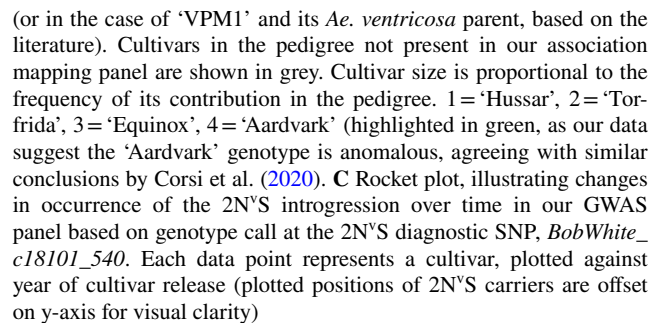 (or in the case of ‘VPM1’ and its Ae. ventricosa parent, based on the
literature). Cultivars in the pedigree not present in our association
mapping panel are shown in grey. Cultivar size is proportional to the
frequency of its contribution in the pedigree. 1 = ‘Hussar’, 2 = ‘Tor-
frida’, 3 = ‘Equinox’, 4 = ‘Aardvark’ (highlighted in green, as our data
suggest the ‘Aardvark’ genotype is anomalous, agreeing with similar
conclusions by Corsi et al. (2020). C Rocket plot, illustrating changes
in occurrence of the 2NᵛS introgression over time in our GWAS
panel based on genotype call at the 2NᵛS diagnostic SNP, BobWhite_
c18101_540. Each data point represents a cultivar, plotted against
year of cultivar release (plotted positions of 2NᵛS carriers are offset
on y-axis for visual clarity)